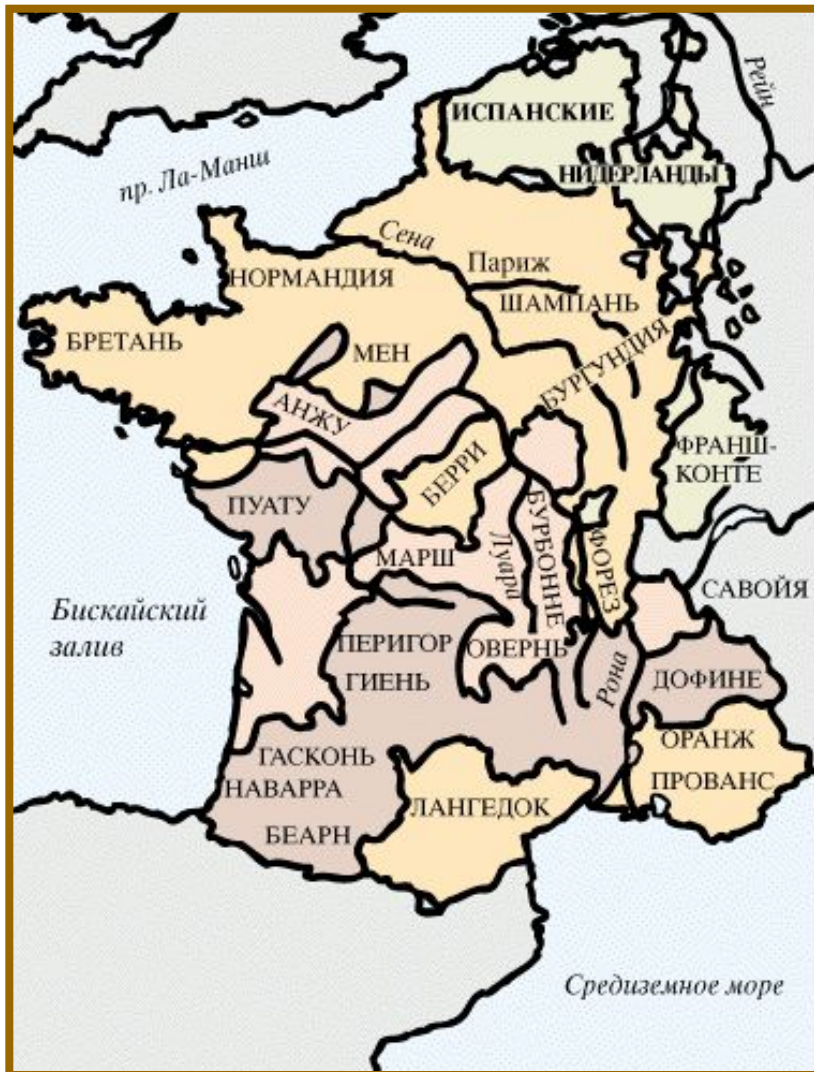 Рейн
ИСПАНСКИЕ
НИДЕРЛАНДЫ
пр. Ла-Манш
Сена
Париж
НОРМАНДИЯ
ШАМПАНЬ
БРЕТАНЬ
МЕН
БУРГУНДИЯ
АНЖУ
ФРАНШ-
КОНТЕ
БЕРРИ
ПУАТУ
БУРБОННЕ
Луара
МАРШ
ФОРЕЗ
САВОЙЯ
Бискайский
залив
ПЕРИГОР
ОВЕРНЬ
ГИЕНЬ
Рона
ДОФИНЕ
ОРАНЖ
ГАСКОНЬ
ПРОВАНС
НАВАРРА
ЛАНГЕДОК
БЕАРН
Средиземное море